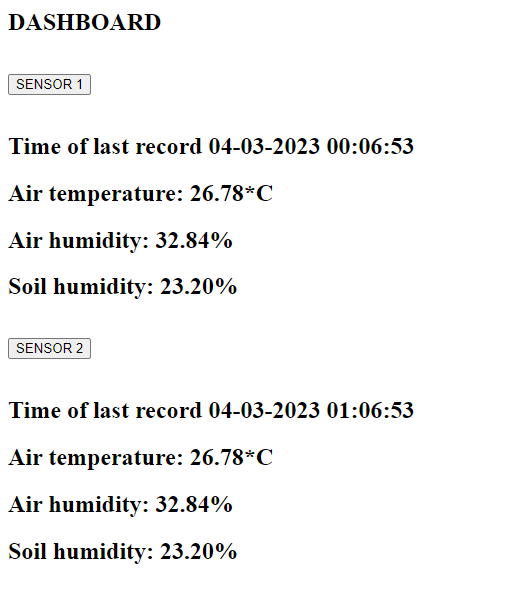 DASHBOARD
SENSOR 1
Time of last record 04-03-2023 00:06:53
Air temperature: 26.78*C
Air humidity: 32.84%
Soil humidity: 23.20%
SENSOR 2
Time of last record 04-03-2023 01:06:53
Air temperature: 26.78*C
Air humidity: 32.84%
Soil humidity: 23.20%